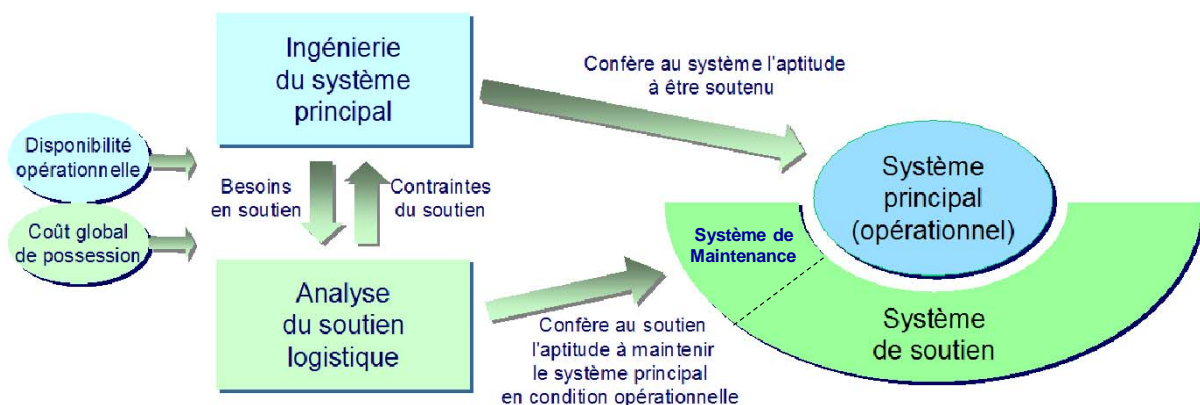 Ingénierie
du système
principal
Confère au système l'aptitude
à être soutenu
Disponibilité
opérationnelle
Besoins
en soutien
Contraintes
du soutien
Coût global
de possession
Système
principal
(opérationnel)
Système de
Maintenance
Analyse
du soutien
logistique
Confère au soutien
l'aptitude à maintenir
le système principal
en condition opérationnelle
Système
de soutien